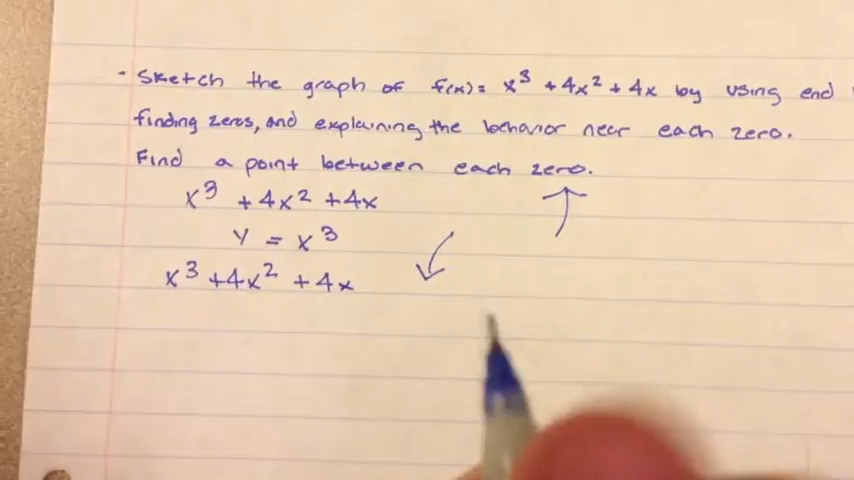 · Sketch the graph of f(x)= x³ + 4x² + 4x by using end
finding zeros, and explaining the behavior near each zero.
Find a point between each zero.
x³ + 4x² + 4x
y = x³
x³ + 4x² + 4x